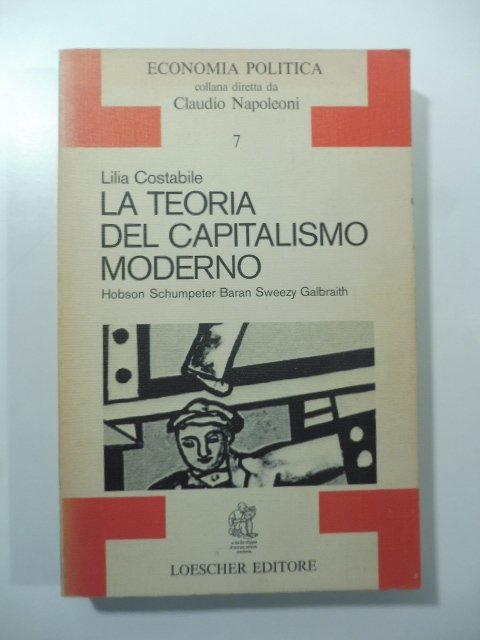 ECONOMIA POLITICA
collana diretta da
Claudio Napoleoni
7
Lilia Costabile
LA TEORIA
DEL CAPITALISMO
MODERNO
Hobson Schumpeter Baran Sweezy Galbraith
LOESCHER EDITORE